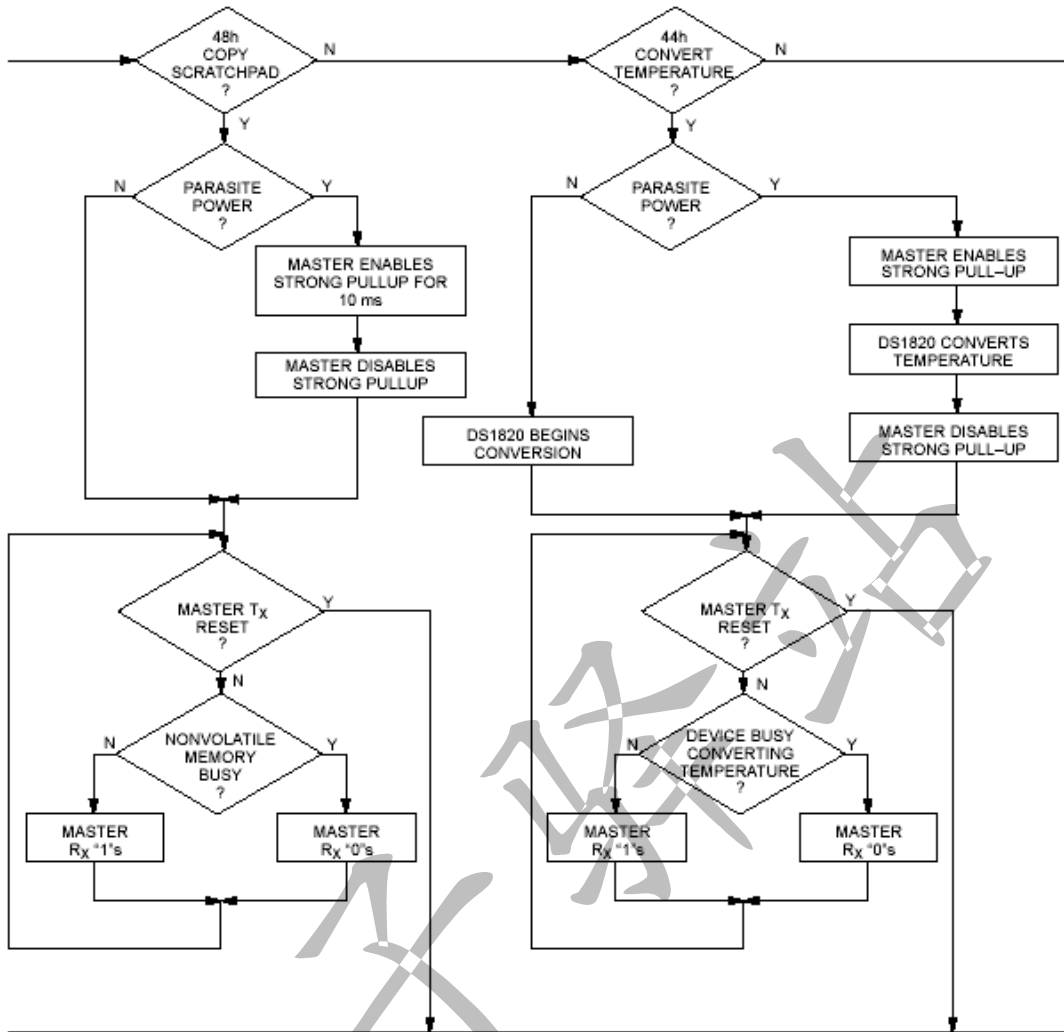 48h
COPY
SCRATCHPAD
?
N
Y
44h
CONVERT
TEMPERATURE
?
N
Y
N
PARASITE
POWER
?
Y
MASTER ENABLES
STRONG PULLUP FOR
10 ms
MASTER DISABLES
STRONG PULLUP
N
PARASITE
POWER
?
Y
MASTER ENABLES
STRONG PULL–UP
DS1820 CONVERTS
TEMPERATURE
MASTER DISABLES
STRONG PULL–UP
DS1820 BEGINS
CONVERSION
MASTER TX
RESET
?
Y
N
N
NONVOLATILE
MEMORY
BUSY
?
Y
MASTER
RX “1”s
MASTER
RX “0”s
MASTER TX
RESET
?
Y
N
N
DEVICE BUSY
CONVERTING
TEMPERATURE
?
Y
MASTER
RX “1”s
MASTER
RX “0”s